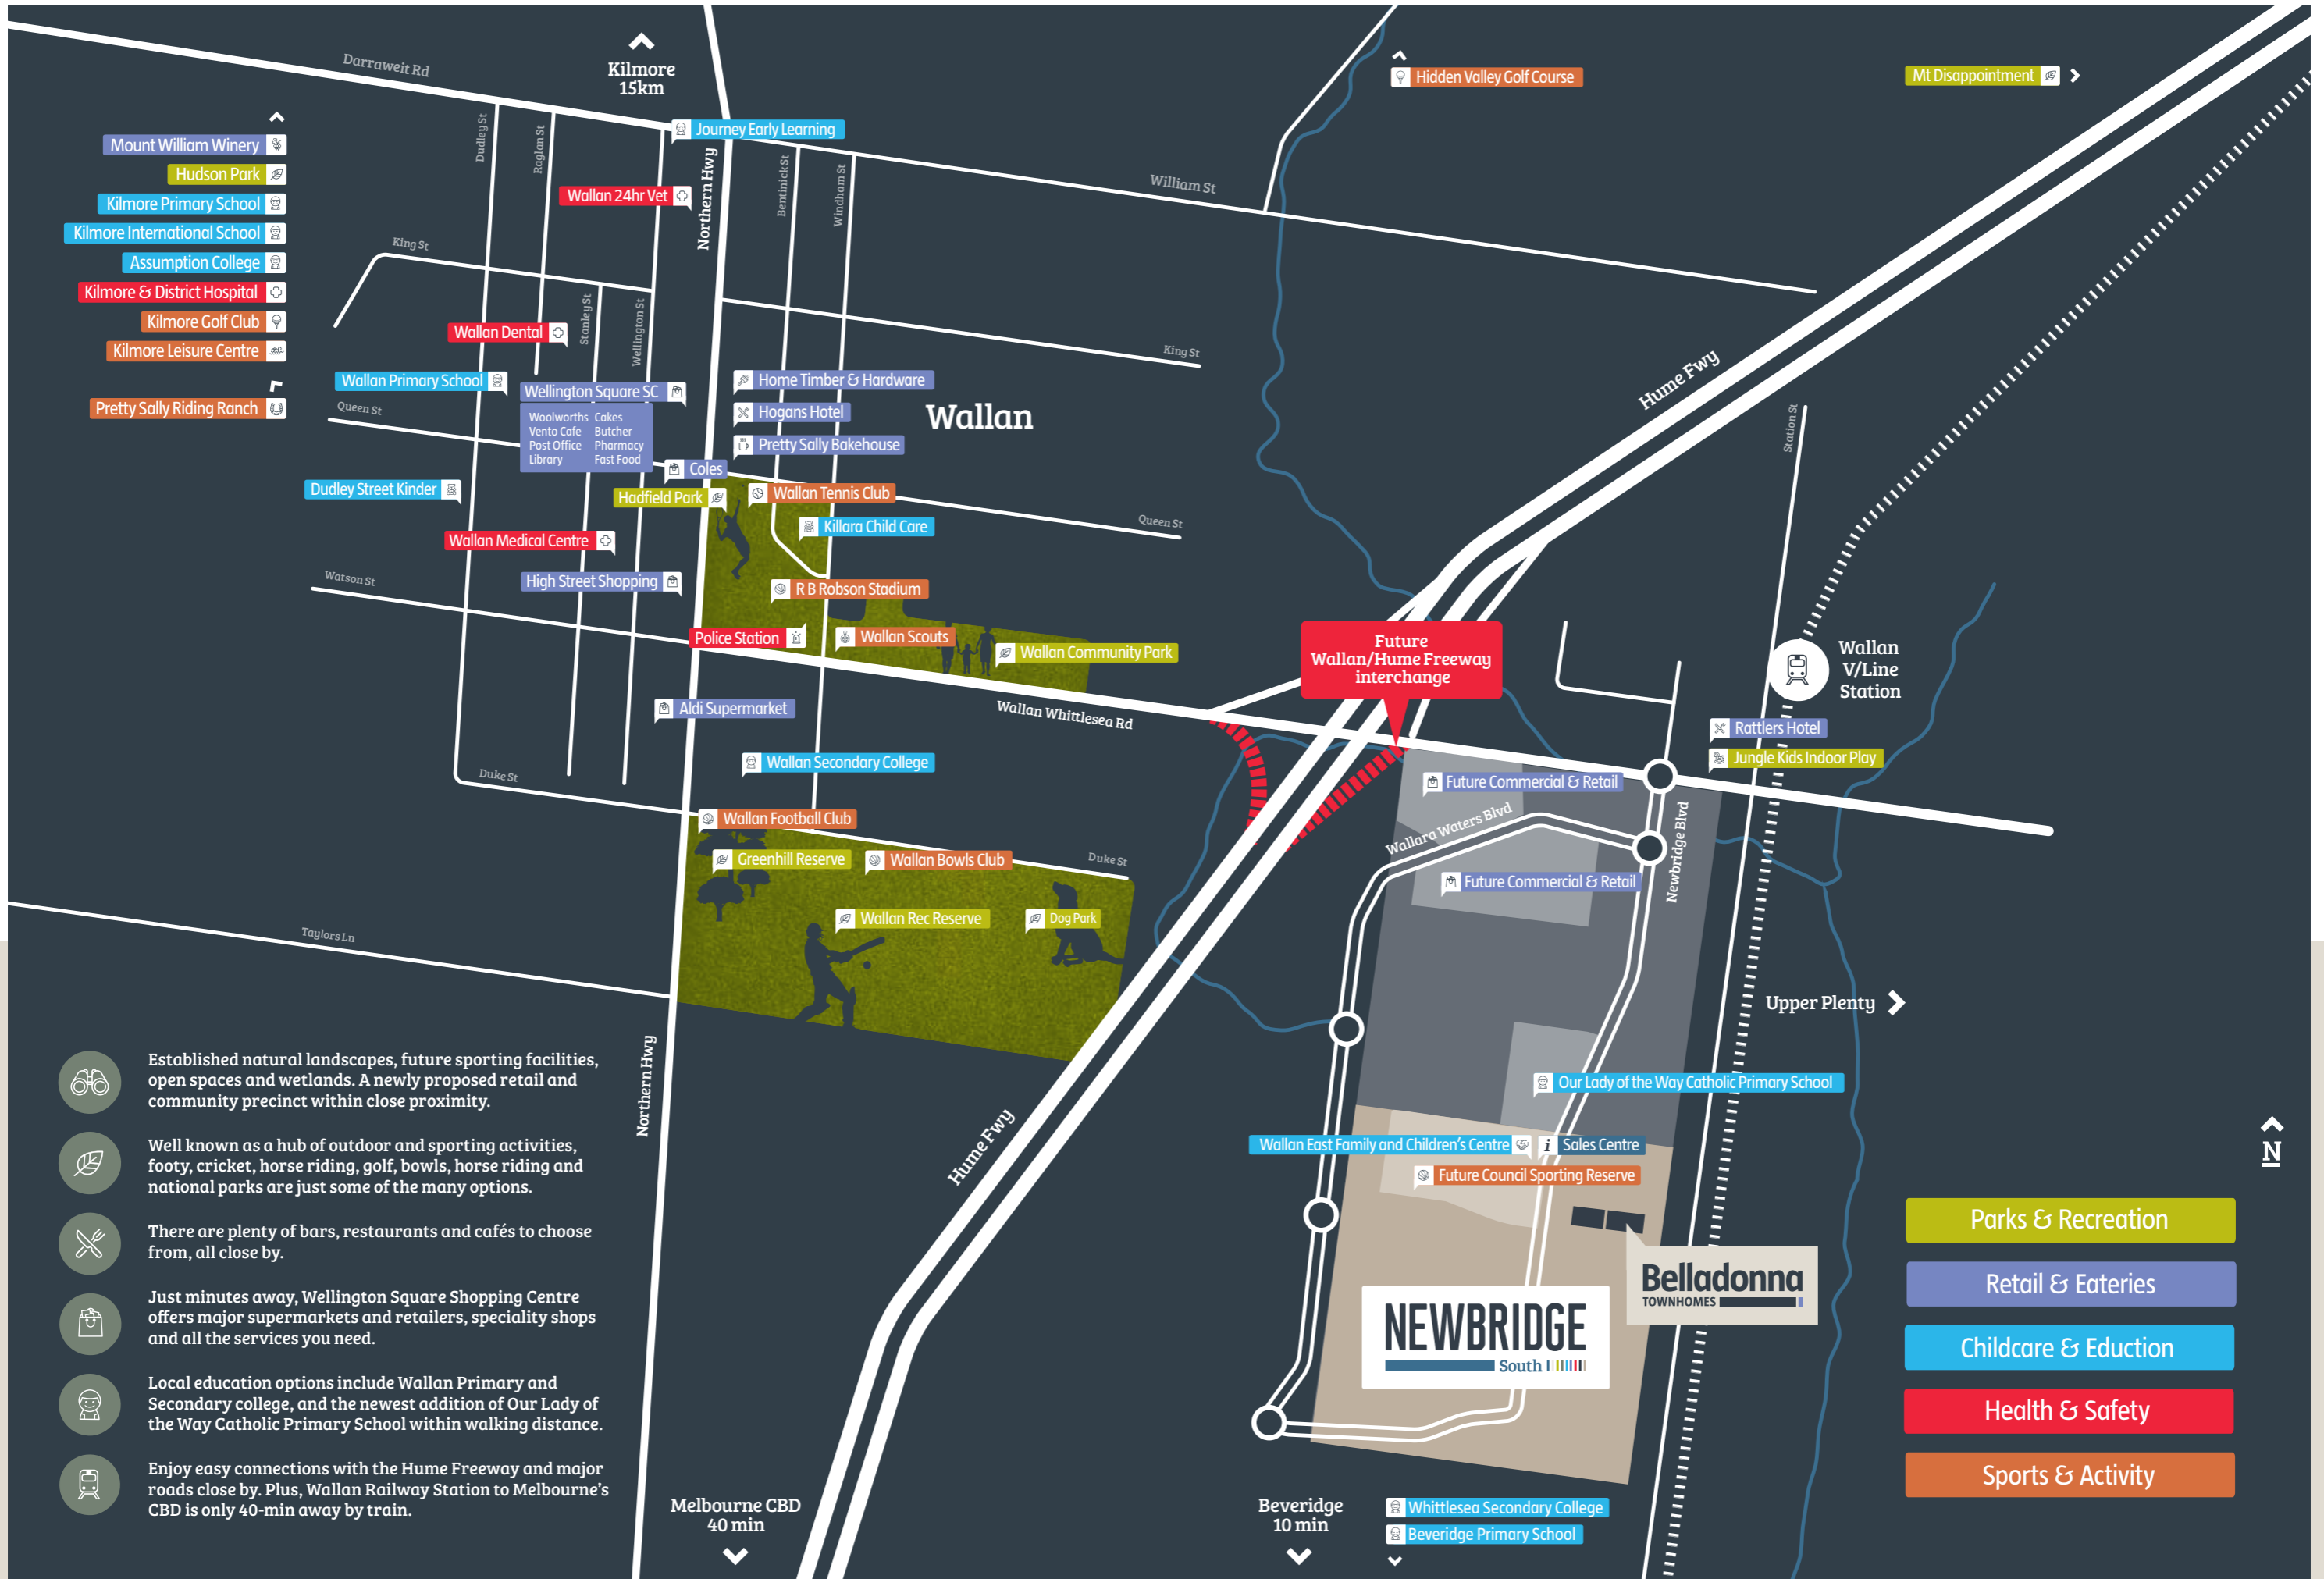 Darraweit Rd
Kilmore
15km
Hidden Valley Golf Course
Mt Disappointment
Mount William Winery
Hudson Park
Kilmore Primary School
Kilmore International School
Assumption College
Kilmore & District Hospital
Kilmore Golf Club
Kilmore Leisure Centre
Pretty Sally Riding Ranch
Dudley St
Raglan St
Journey Early Learning
Wallan 24hr Vet
Northern Hwy
Bentinick St
Windham St
William St
King St
Wallan Dental
Stanley St
Wellington St
King St
Hume Fwy
Wallan Primary School
Wellington Square SC
Woolworths Cakes
Vento Cafe Butcher
Post Office Pharmacy
Library Fast Food
Home Timber & Hardware
Hogans Hotel
Pretty Sally Bakehouse
Wallan
Station St
Queen St
Coles
Dudley Street Kinder
Hadfield Park
Wallan Tennis Club
Killara Child Care
Queen St
Wallan Medical Centre
High Street Shopping
Watson St
R B Robson Stadium
Police Station
Wallan Scouts
Wallan Community Park
Future
Wallan/Hume Freeway
interchange
Wallan
V/Line
Station
Aldi Supermarket
Wallan Whittlesea Rd
Rattlers Hotel
Jungle Kids Indoor Play
Wallan Secondary College
Duke St
Future Commercial & Retail
Wallara Waters Blvd
Newbridge Blvd
Wallan Football Club
Greenhill Reserve
Wallan Bowls Club
Duke St
Future Commercial & Retail
Wallan Rec Reserve
Dog Park
Taylors Ln
Upper Plenty
Northern Hwy
Hume Fwy
Our Lady of the Way Catholic Primary School
Wallan East Family and Children's Centre
i Sales Centre
Future Council Sporting Reserve
N
Established natural landscapes, future sporting facilities,
open spaces and wetlands. A newly proposed retail and
community precinct within close proximity.
Well known as a hub of outdoor and sporting activities,
footy, cricket, horse riding, golf, bowls, horse riding and
national parks are just some of the many options.
There are plenty of bars, restaurants and cafés to choose
from, all close by.
Just minutes away, Wellington Square Shopping Centre
offers major supermarkets and retailers, speciality shops
and all the services you need.
Local education options include Wallan Primary and
Secondary college, and the newest addition of Our Lady of
the Way Catholic Primary School within walking distance.
Enjoy easy connections with the Hume Freeway and major
roads close by. Plus, Wallan Railway Station to Melbourne's
CBD is only 40-min away by train.
Belladonna
TOWNHOMES
NEWBRIDGE
South
Parks & Recreation
Retail & Eateries
Childcare & Eduction
Health & Safety
Sports & Activity
Melbourne CBD
40 min
Beveridge
10 min
Whittlesea Secondary College
Beveridge Primary School